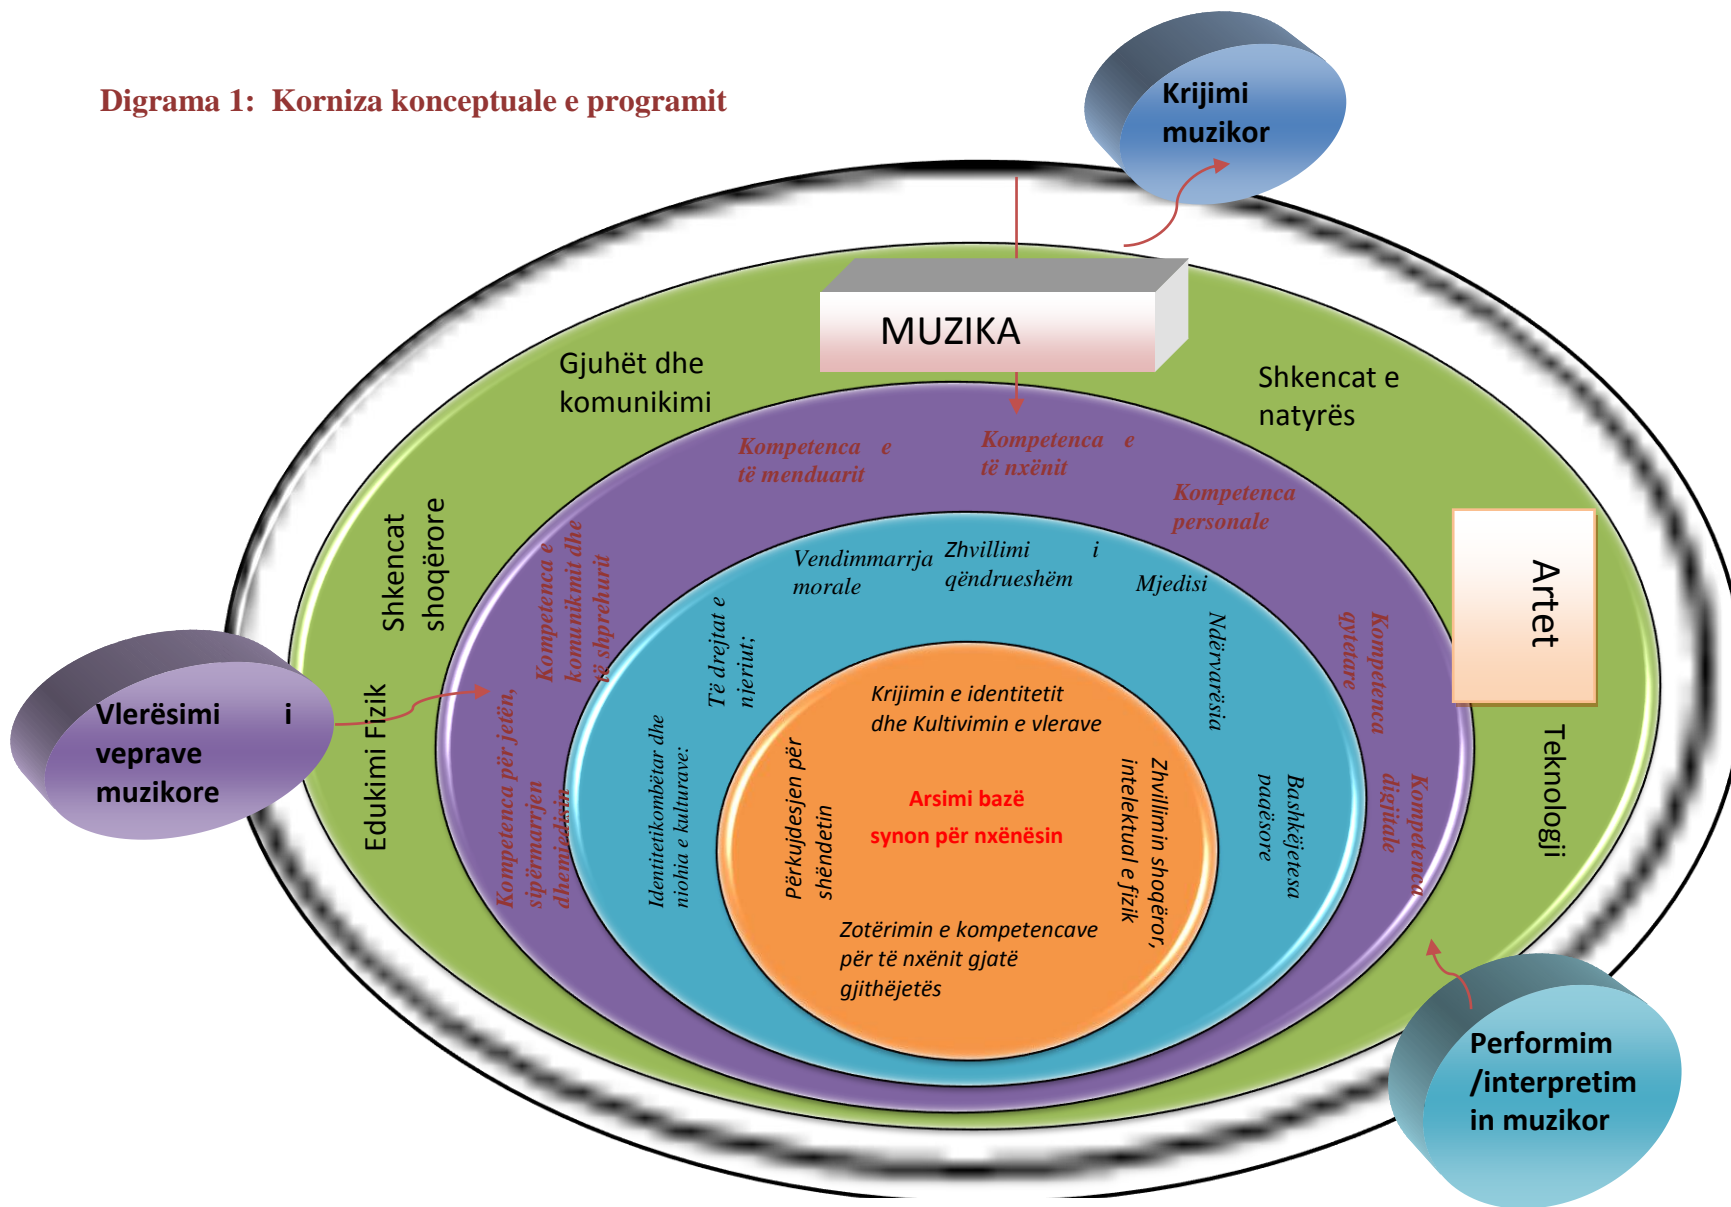 Digrama 1: Korniza konceptuale e programit
Krijimi
muzikor
MUZIKA
Gjuhët dhe
komunikimi
Shkencat e
natyrës
Shkencat
shoqërore
Edukimi Fizik
Artet
Teknologji
Kompetenca e
të menduarit
Kompetenca e
të nxënit
Kompetenca
personale
Kompetenca e
komunikmit dhe
të shprehurit
Kompetenca për jetën,
sipërmarrjen
dhemjedisin
Kompetenca
qytetare
Kompetenca
digjitale
Vendimmarrja
morale
Zhvillimi i
qëndrueshëm
Mjedisi
Të drejtat e
njeriut;
Ndërvarësia
Identitetikombëtar dhe
njohja e kulturave:
Bashkëjetesa
paqësore
Krijimin e identitetit
dhe Kultivimin e vlerave
Përkujdesjen për
shëndetin
Arsimi bazë
synon për nxënësin
Zhvillimin shoqëror,
intelektual e fizik
Zotërimin e kompetencave
për të nxënit gjatë
gjithëjetës
Vlerësimi i
veprave
muzikore
Performim
/interpretim
in muzikor